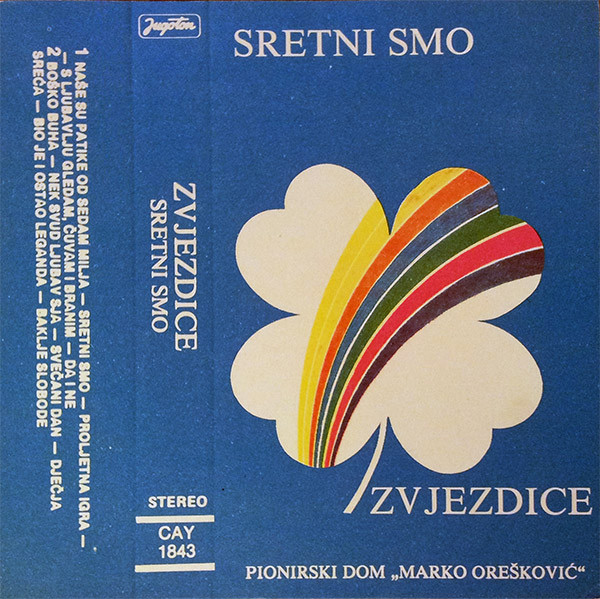 1 NAŠE SU PATIKE OD SEDAM MILJA — SRETNI SMO — PROLJETNA IGRA —
— S LJUBAVLJU GLEDAM, ČUVAM I BRANIM — DA I NE
2 BOŠKO BUHA — NEK SVUD LJUBAV SJA — SVEČANI DAN — DJEČJA
SREĆA — BIO JE I OSTAO LEGANDA — BAKLJE SLOBODE
Jugoton
ZVJEZDICE
SRETNI SMO
STEREO
CAY
1843
SRETNI SMO
ZVJEZDICE
PIONIRSKI DOM „MARKO OREŠKOVIĆ“